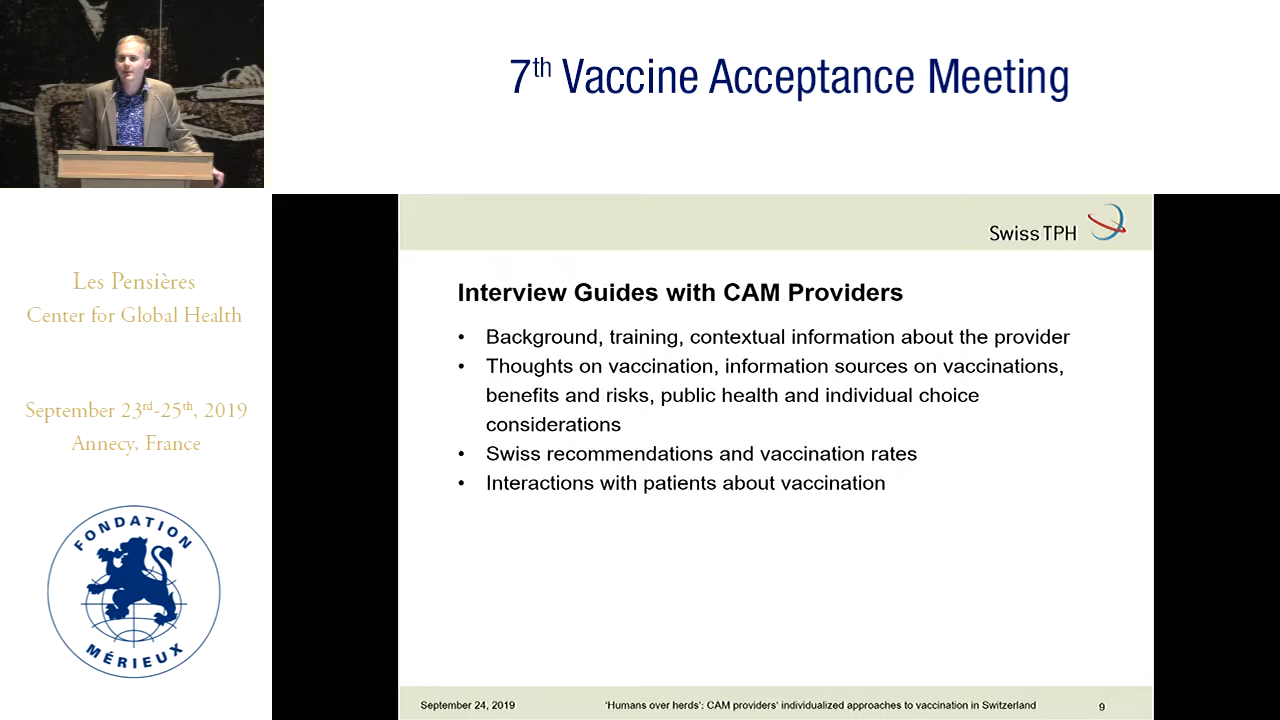 7th Vaccine Acceptance Meeting
Les Pensières
Center for Global Health
September 23rd-25th, 2019
Annecy, France
FONDATION
MÉRIEUX
Swiss TPH
Interview Guides with CAM Providers
• Background, training, contextual information about the provider
• Thoughts on vaccination, information sources on vaccinations,
benefits and risks, public health and individual choice
considerations
• Swiss recommendations and vaccination rates
• Interactions with patients about vaccination
September 24, 2019
‘Humans over herds’: CAM providers’ individualized approaches to vaccination in Switzerland
9